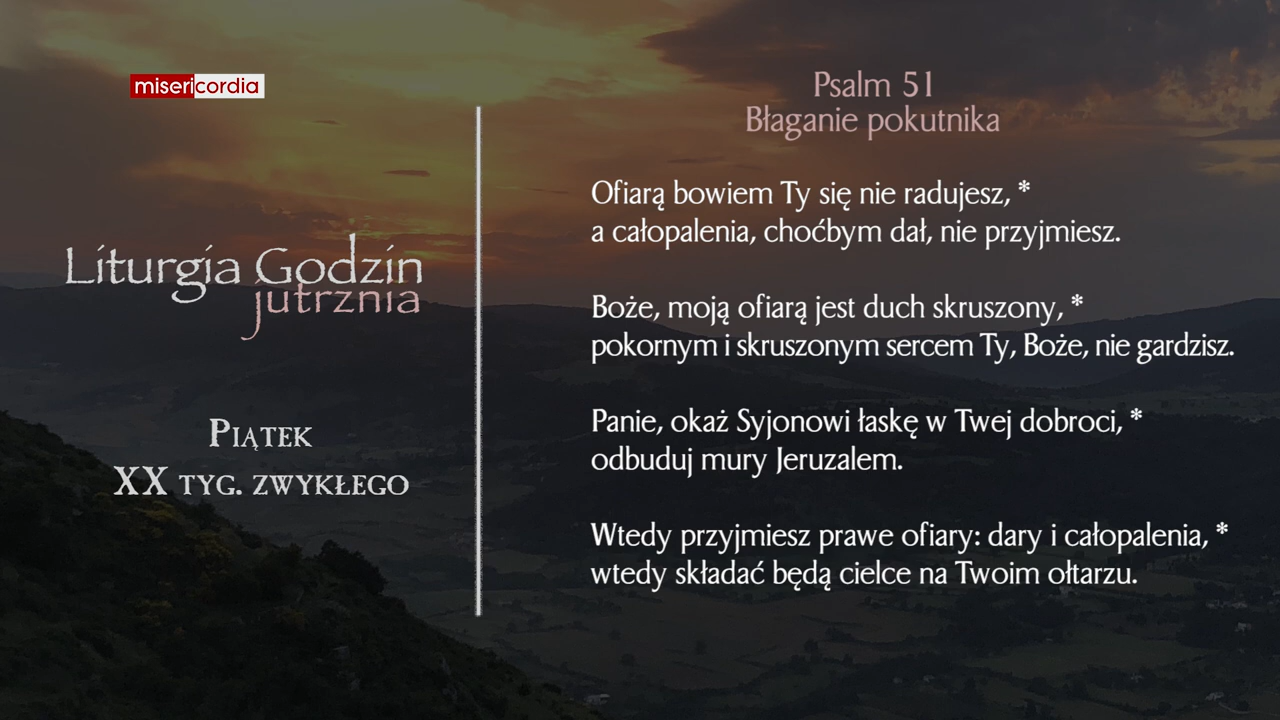 misericordia
Liturgia Godzin
jutrznia
Piątek
XX tyg. zwykłego
Psalm 51
Błaganie pokutnika
Ofiarą bowiem Ty się nie radujesz, *
a całopalenia, choćbym dał, nie przyjmiesz.
Boże, moją ofiarą jest duch skruszony, *
pokornym i skruszonym sercem Ty, Boże, nie gardzisz.
Panie, okaż Syjonowi łaskę w Twej dobroci, *
odbuduj mury Jeruzalem.
Wtedy przyjmiesz prawe ofiary: dary i całopalenia, *
wtedy składać będą cielce na Twoim ołtarzu.